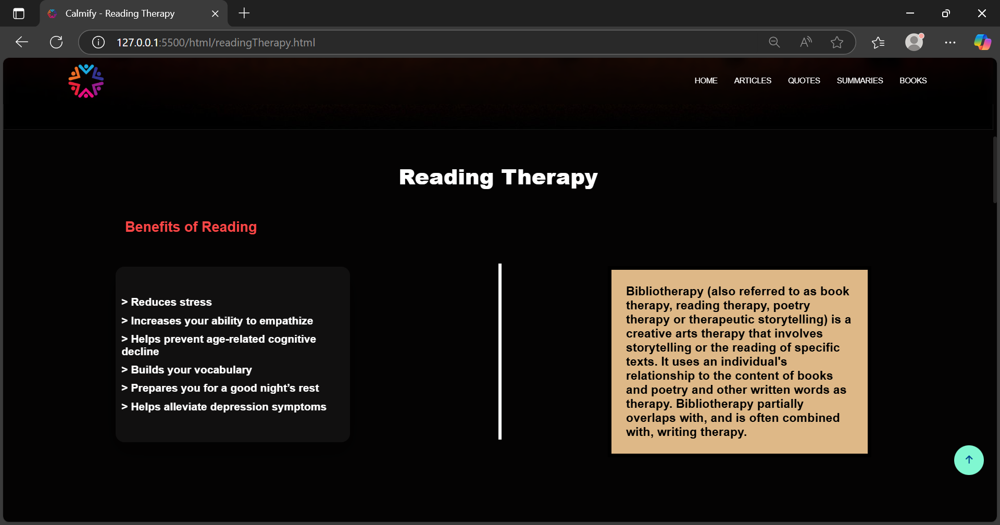 Calmify - Reading Therapy
127.0.0.1:5500/html/readingTherapy.html
HOME ARTICLES QUOTES SUMMARIES BOOKS
Reading Therapy
Benefits of Reading
> Reduces stress
> Increases your ability to empathize
> Helps prevent age-related cognitive
decline
> Builds your vocabulary
> Prepares you for a good night’s rest
> Helps alleviate depression symptoms
Bibliotherapy (also referred to as book
therapy, reading therapy, poetry
therapy or therapeutic storytelling) is a
creative arts therapy that involves
storytelling or the reading of specific
texts. It uses an individual's
relationship to the content of books
and poetry and other written words as
therapy. Bibliotherapy partially
overlaps with, and is often combined
with, writing therapy.